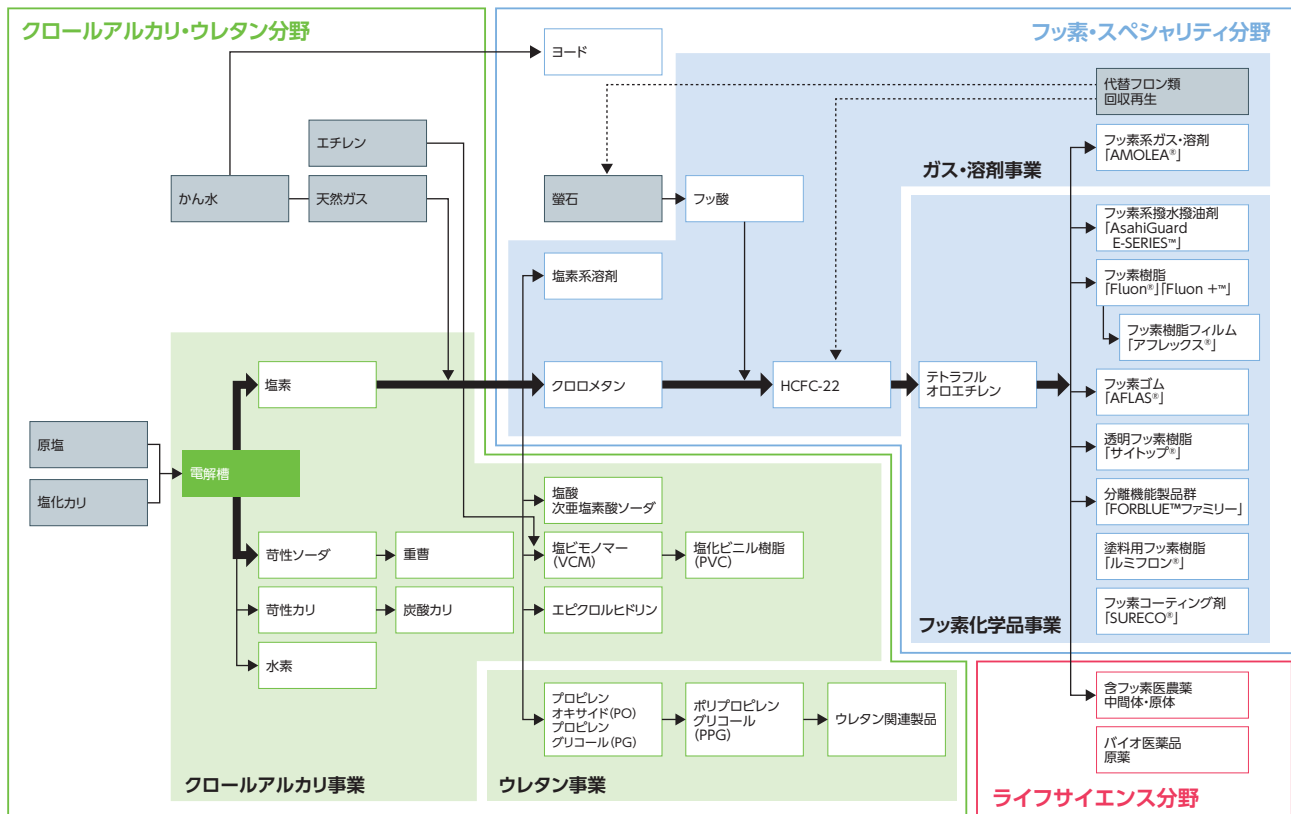 クロールアルカリ・ウレタン分野
フッ素・スペシャリティ分野
ヨード
代替フロン類
回収再生
エチレン
フッ素系ガス・溶剤
「AMOLEA®」
ガス・溶剤事業
かん水
天然ガス
螢石
フッ酸
フッ素系撥水撥油剤
「AsahiGuard
E-SERIES™」
塩素系溶剤
フッ素樹脂
「Fluon®」「Fluon +™」
フッ素樹脂フィルム
「アフレックス®」
塩素
クロロメタン
HCFC-22
テトラフル
オロエチレン
フッ素ゴム
「AFLAS®」
原塩
電解槽
塩化カリ
透明フッ素樹脂
「サイトップ®」
塩酸
次亜塩素酸ソーダ
分離機能製品群
「FORBLUE™ファミリー」
苛性ソーダ
重曹
塩ビモノマー
(VCM)
塩化ビニル樹脂
(PVC)
塗料用フッ素樹脂
「ルミフロン®」
苛性カリ
炭酸カリ
エピクロルヒドリン
フッ素コーティング剤
「SURECO®」
フッ素化学品事業
水素
プロピレン
オキサイド(PO)
プロピレン
グリコール(PG)
ポリプロピレン
グリコール
(PPG)
ウレタン関連製品
含フッ素医農薬
中間体・原体
バイオ医薬品
原薬
クロールアルカリ事業
ウレタン事業
ライフサイエンス分野